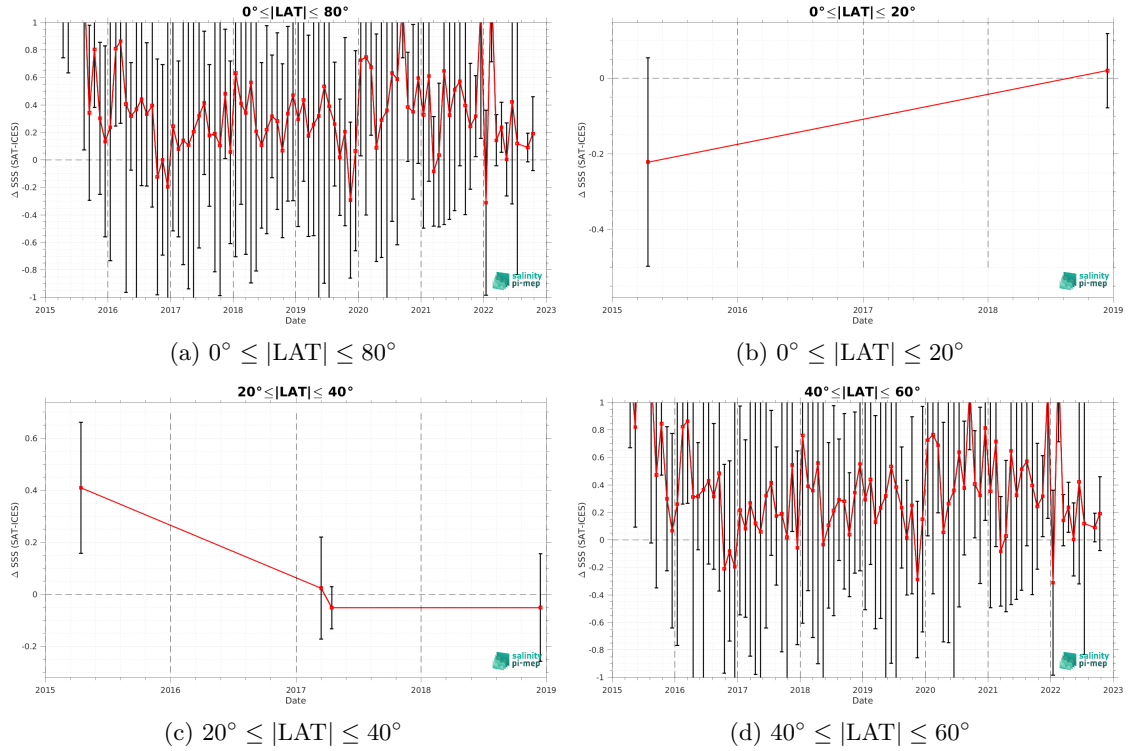 0°≤|LAT|≤ 80°
1
0.8
0.6
0.4
0.2
0
-0.2
-0.4
-0.6
-0.8
-1
Δ SSS (SAT-ICES)
2015 2016 2017 2018 2019 2020 2021 2022 2023
Date
salinity
pi-mep
(a) 0° ≤ |LAT| ≤ 80°
0°≤|LAT|≤ 20°
0
-0.2
-0.4
Δ SSS (SAT-ICES)
2015 2016 2017 2018 2019
Date
salinity
pi-mep
(b) 0° ≤ |LAT| ≤ 20°
20°≤|LAT|≤ 40°
0.6
0.4
0.2
0
-0.2
Δ SSS (SAT-ICES)
2015 2016 2017 2018 2019
Date
salinity
pi-mep
(c) 20° ≤ |LAT| ≤ 40°
40°≤|LAT|≤ 60°
1
0.8
0.6
0.4
0.2
0
-0.2
-0.4
-0.6
-0.8
-1
Δ SSS (SAT-ICES)
2015 2016 2017 2018 2019 2020 2021 2022 2023
Date
salinity
pi-mep
(d) 40° ≤ |LAT| ≤ 60°